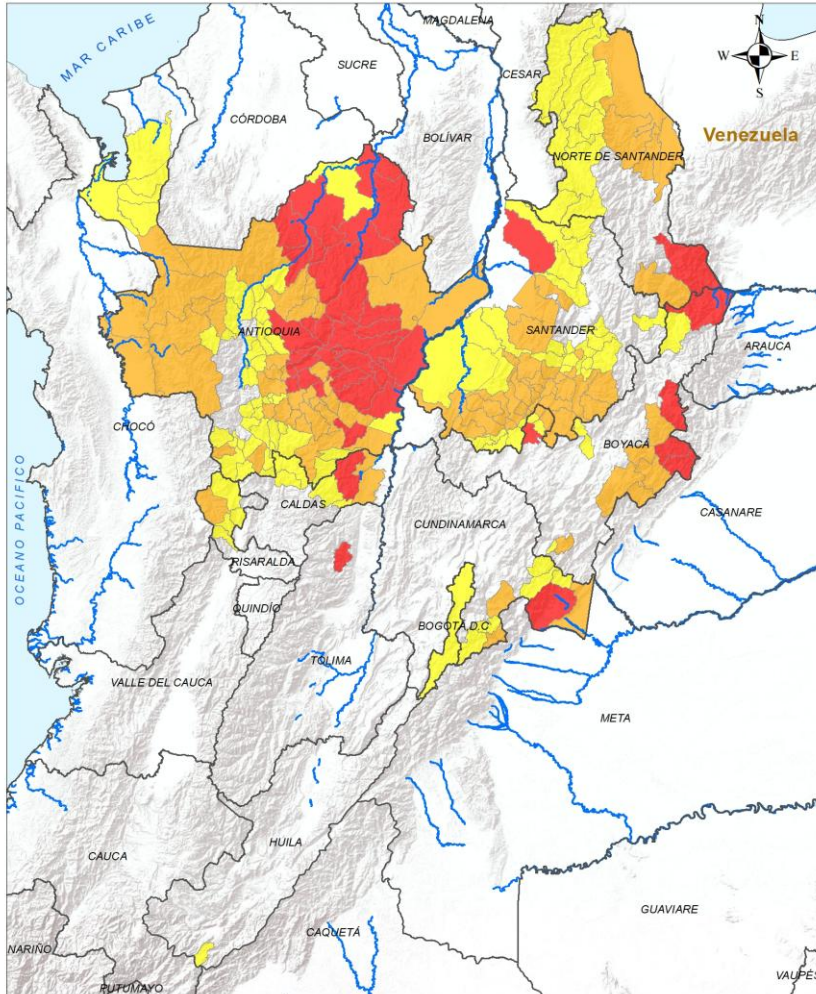 MAGDALENA
MAR CARIBE
N
W E
S
SUCRE
CESAR
CÓRDOBA
BOLÍVAR
Venezuela
NORTE DE SANTANDER
ANTIOQUIA
SANTANDER
ARAUCA
CHOCÓ
BOYACÁ
OCEANO PACIFICO
CALDAS
CASANARE
CUNDINAMARCA
RISARALDA
QUINDÍO
BOGOTÁ, D.C
TOLIMA
VALLE DEL CAUCA
META
HUILA
CAUCA
GUAVIARE
CAQUETÁ
NARIÑO
PUTUMAYO
VAUPÉS